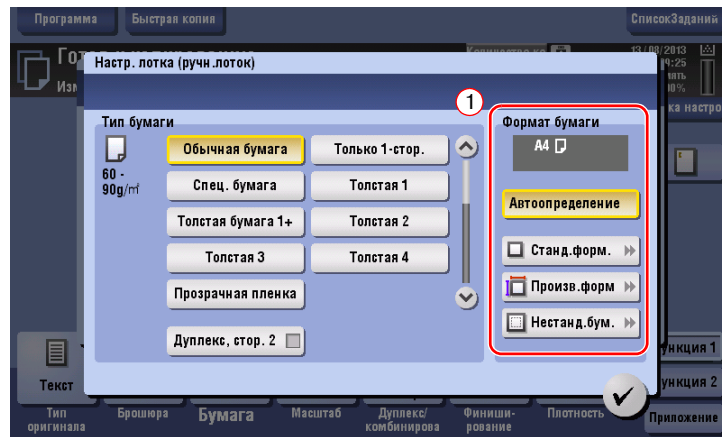 Программа
Быстрая копия
СписокЗаданий
13/08/2013
Настр. лотка (ручн.лоток)
1
Тип бумаги
Формат бумаги
60 -
90g/㎡
Обычная бумага
Только 1-стор.
A4
Спец. бумага
Толстая 1
Автоопределение
Толстая бумага 1+
Толстая 2
Толстая 3
Толстая 4
Станд.форм.
Прозрачная пленка
Произв.форм
Дуплекс, стор. 2
Нестанд.бум.
Текст
Тип
оригинала
Брошюра
Бумага
Масштаб
Дуплекс/
комбинирова
Финиши-
рование
Плотность
Приложение